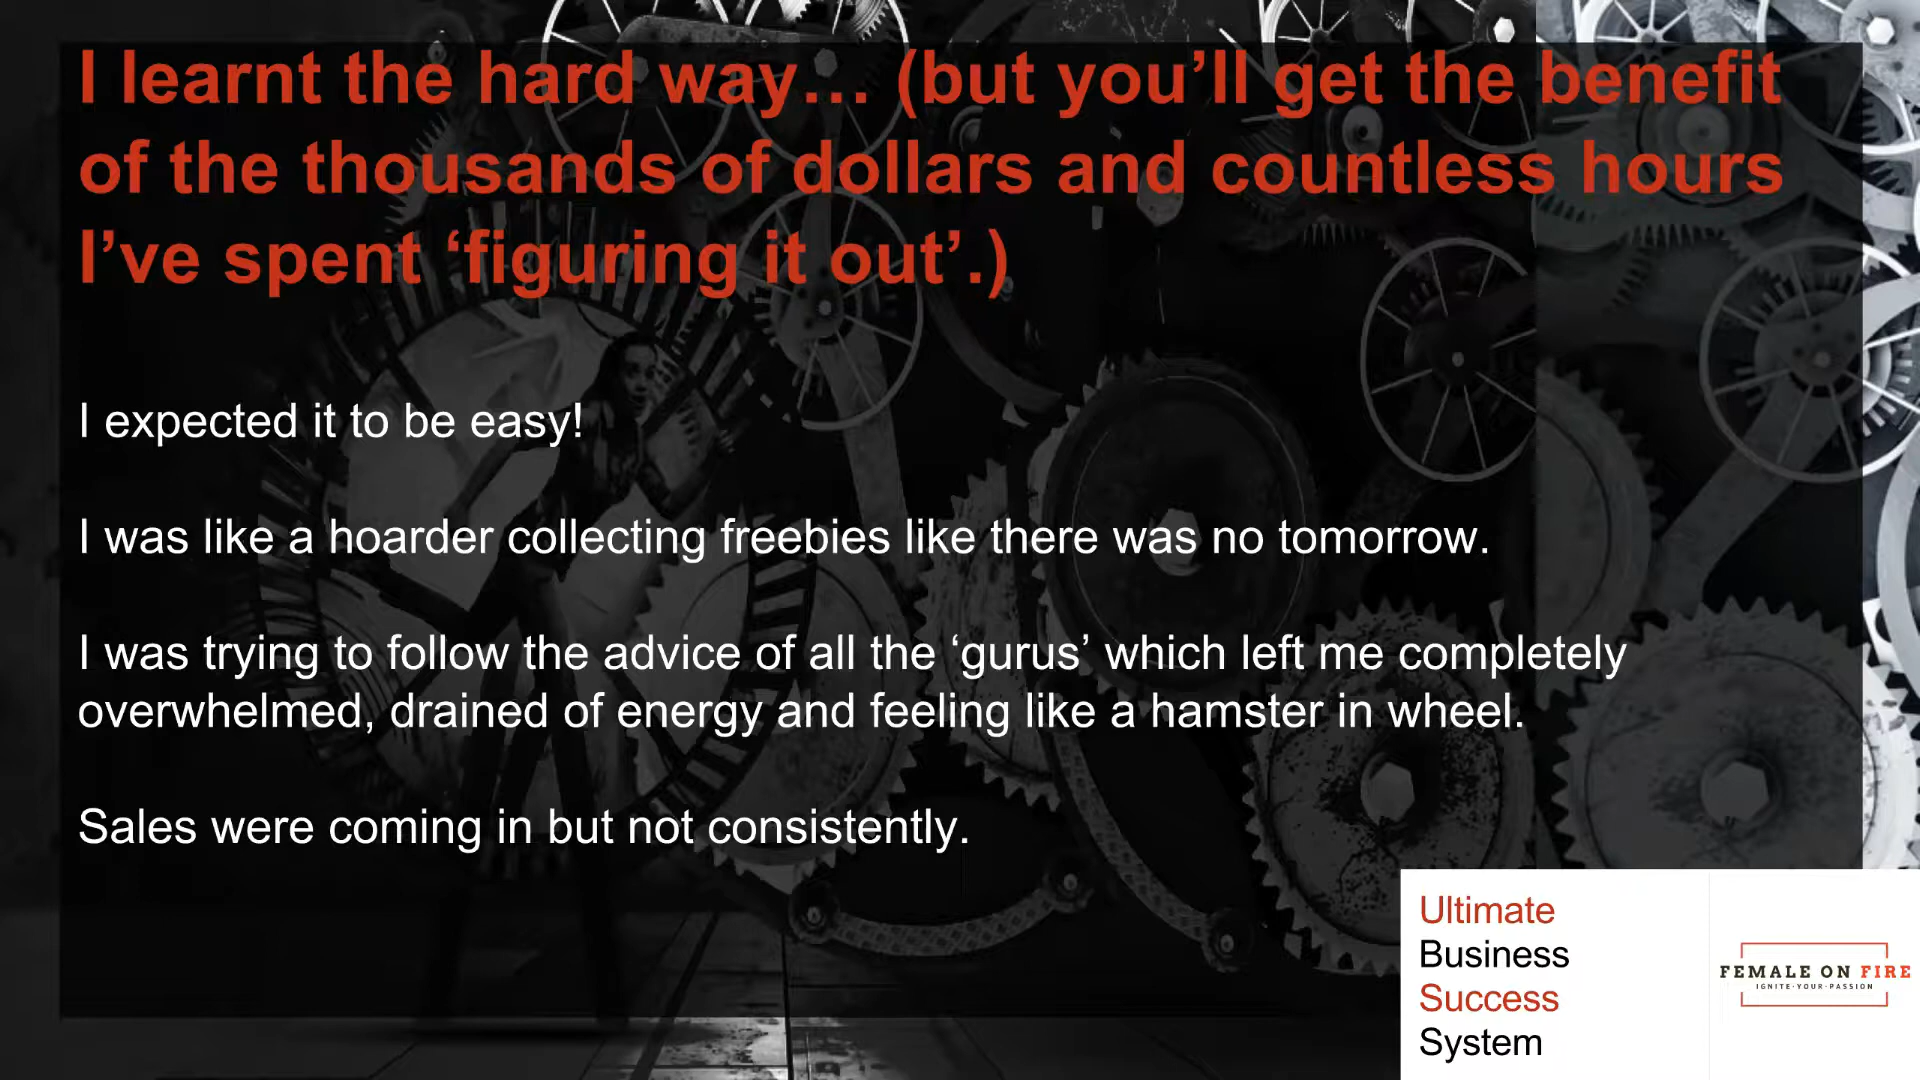 I learnt the hard way… (but you’ll get the benefit
of the thousands of dollars and countless hours
I’ve spent ‘figuring it out’.)
I expected it to be easy!
I was like a hoarder collecting freebies like there was no tomorrow.
I was trying to follow the advice of all the ‘gurus’ which left me completely
overwhelmed, drained of energy and feeling like a hamster in wheel.
Sales were coming in but not consistently.
Ultimate
Business
Success
System
FEMALE ON FIRE
IGNITE·YOUR·PASSION